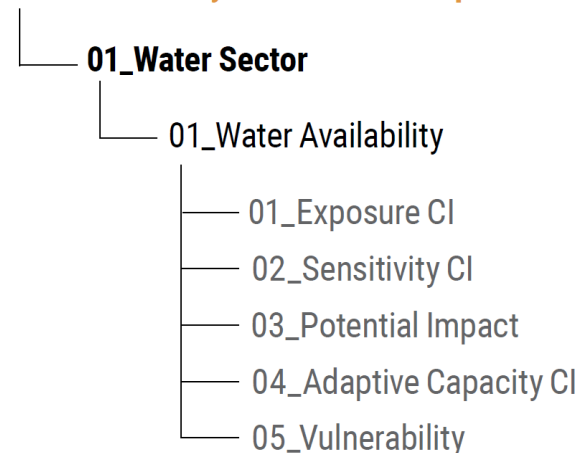 01_Water Sector
01_Water Availability
01_Exposure CI
02_Sensitivity CI
03_Potential Impact
04_Adaptive Capacity CI
05_Vulnerability